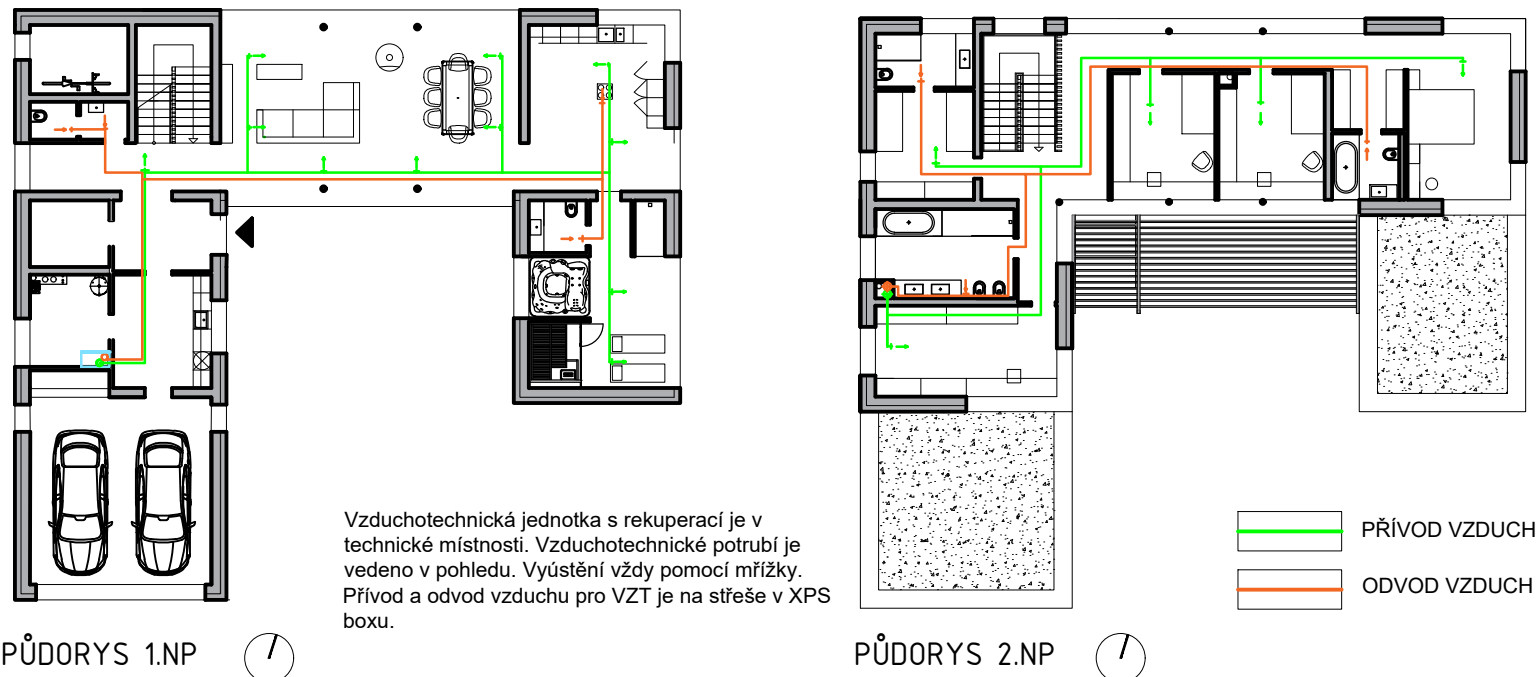 Vzduchotechnická jednotka s rekuperací je v
technické místnosti. Vzduchotechnické potrubí je
vedeno v pohledu. Vyústění vždy pomocí mřížky.
Přívod a odvod vzduchu pro VZT je na střeše v XPS
boxu.
PŘÍVOD VZDUCH
ODVOD VZDUCH
PŮDORYS 1.NP
PŮDORYS 2.NP